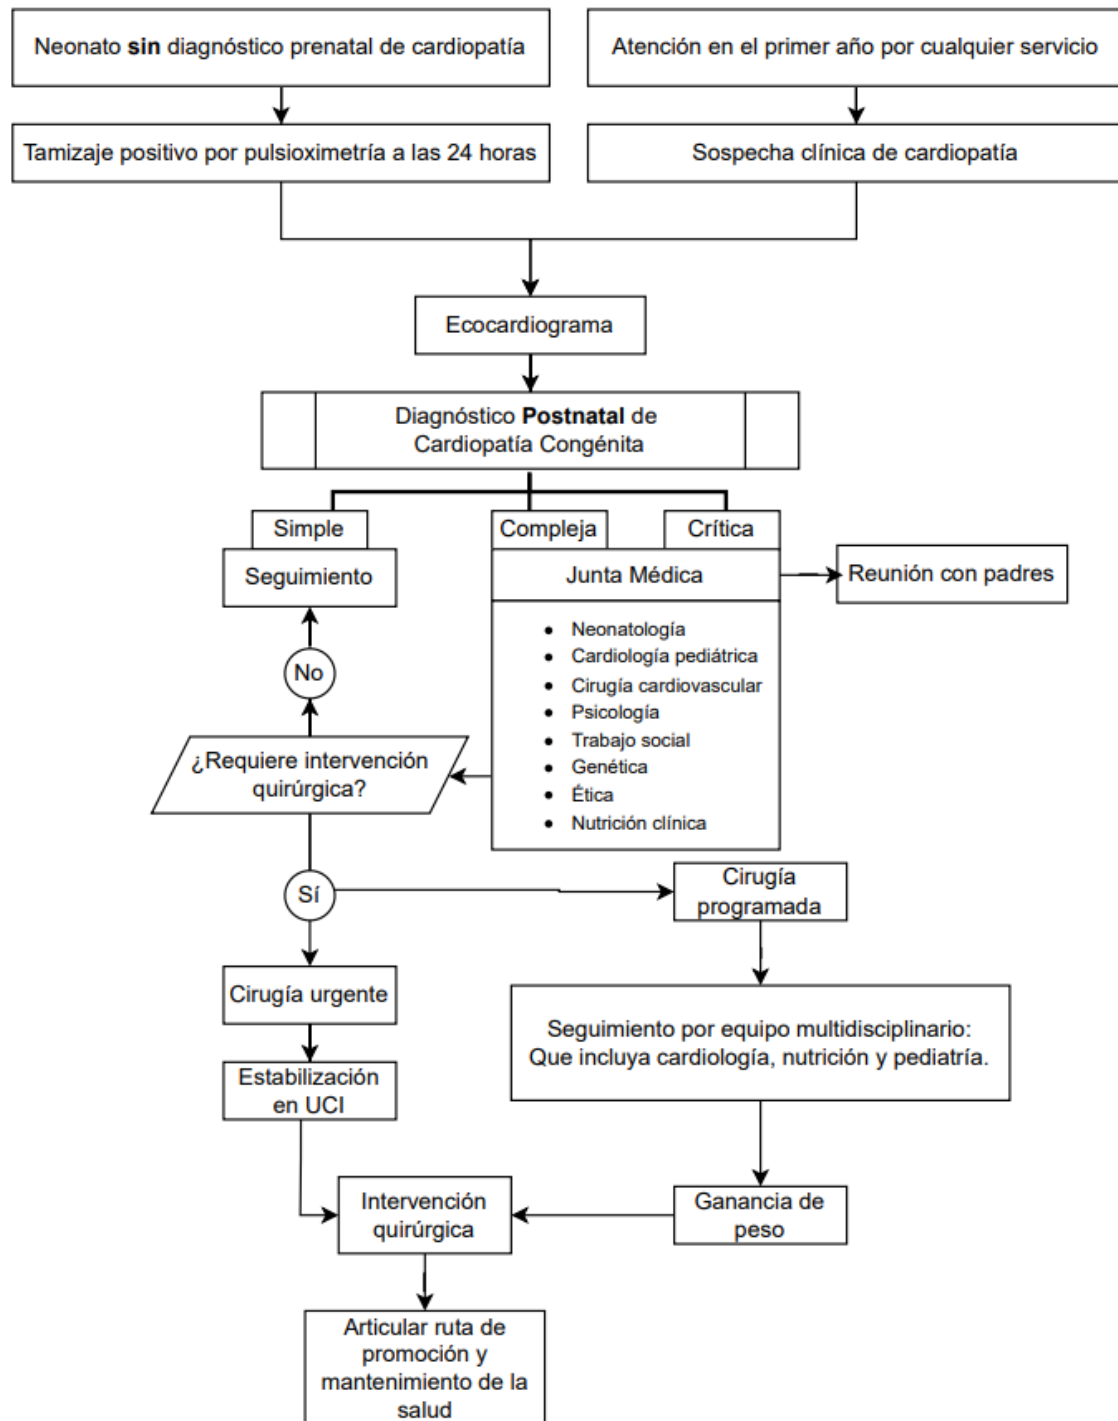 Neonato sin diagnóstico prenatal de cardiopatía
Atención en el primer año por cualquier servicio
Tamizaje positivo por pulsioximetría a las 24 horas
Sospecha clínica de cardiopatía
Ecocardiograma
Diagnóstico Postnatal de
Cardiopatía Congénita
Simple
Compleja
Crítica
Seguimiento
Junta Médica
Reunión con padres
• Neonatología
• Cardiología pediátrica
• Cirugía cardiovascular
• Psicología
• Trabajo social
• Genética
• Ética
• Nutrición clínica
No
¿Requiere intervención
quirúrgica?
Sí
Cirugía
programada
Cirugía urgente
Seguimiento por equipo multidisciplinario:
Que incluya cardiología, nutrición y pediatría.
Estabilización
en UCI
Intervención
quirúrgica
Ganancia de
peso
Articular ruta de
promoción y
mantenimiento de la
salud